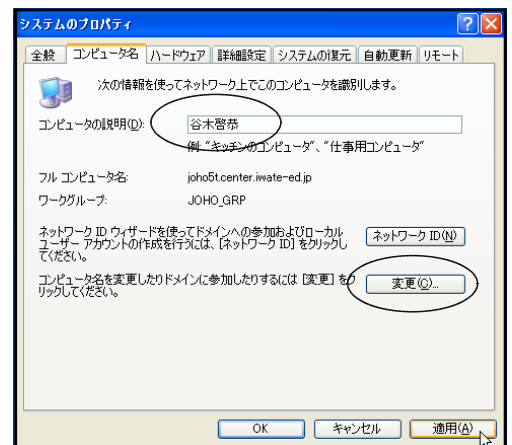 システムのプロパティ
全般 コンピュータ名 ハードウェア 詳細設定 システムの復元 自動更新 リモート
次の情報を使ってネットワーク上でこのコンピュータを識別します。
コンピュータの説明(D): 谷木啓恭
例: "キッチンのコンピュータ"、"仕事用コンピュータ"
フル コンピュータ名: joho5t.center.iwate-ed.jp
ワークグループ: JOHO_GRP
ネットワーク ID ウィザードを使ってドメインへの参加およびローカル
ユーザー アカウントの作成を行うには、[ネットワーク ID] をクリックし
てください。
ネットワーク ID(N)
コンピュータ名を変更したりドメインに参加したりするには [変更] をク
リックしてください。
変更(C)...
OK キャンセル 適用(A)